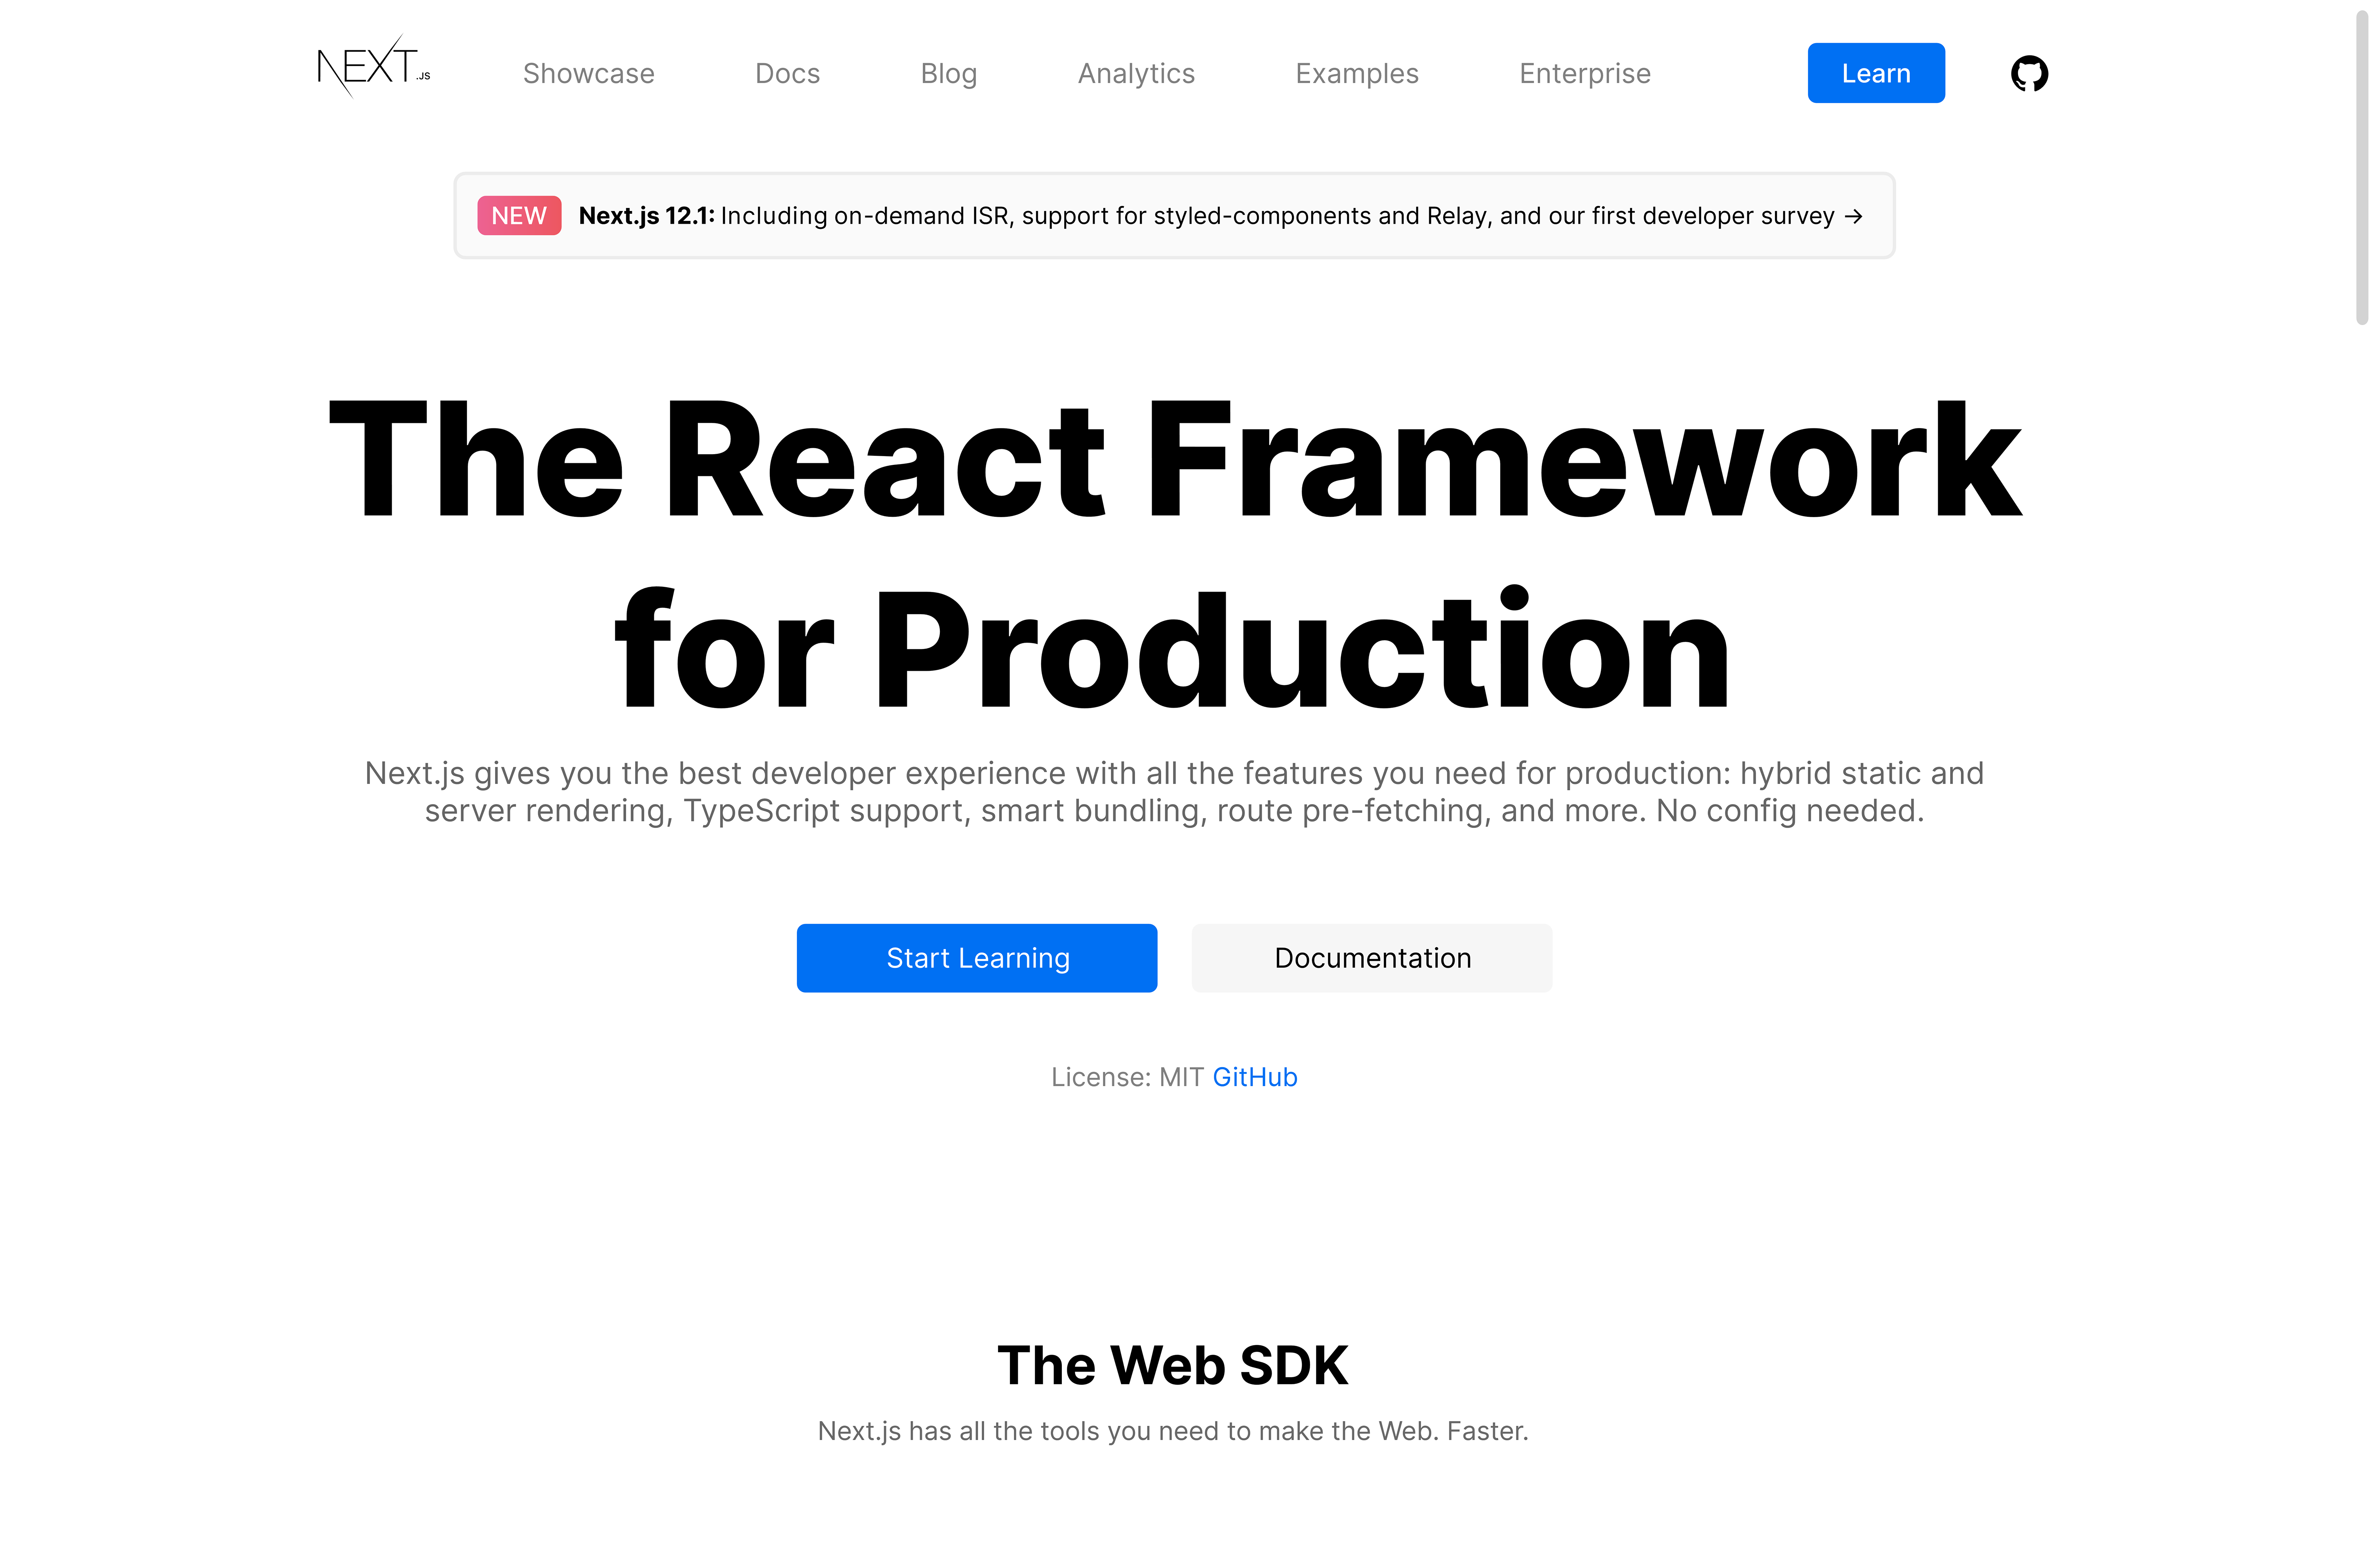 NEXT.JS
Showcase
Docs
Blog
Analytics
Examples
Enterprise
Learn
NEW Next.js 12.1: Including on-demand ISR, support for styled-components and Relay, and our first developer survey →
The React Framework
for Production
Next.js gives you the best developer experience with all the features you need for production: hybrid static and
server rendering, TypeScript support, smart bundling, route pre-fetching, and more. No config needed.
Start Learning
Documentation
License: MIT GitHub
The Web SDK
Next.js has all the tools you need to make the Web. Faster.